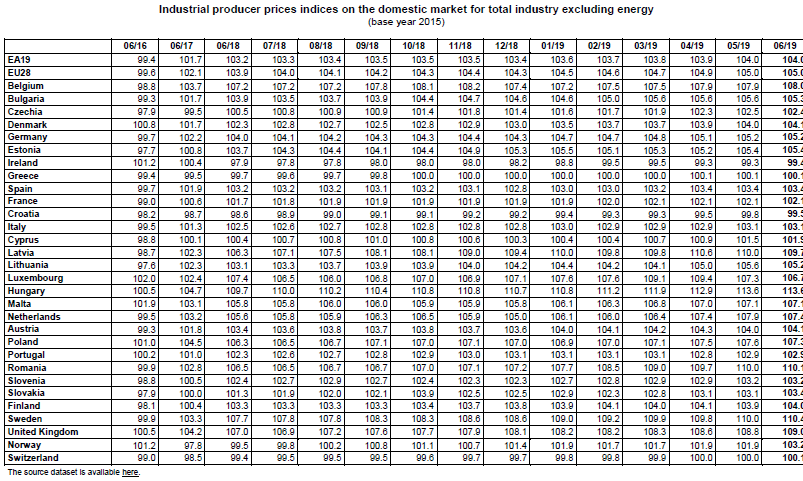 Industrial producer prices indices on the domestic market for total industry excluding energy
(base year 2015)
06/16 06/17 06/18 07/18 08/18 09/18 10/18 11/18 12/18 01/19 02/19 03/19 04/19 05/19 06/19
EA19 99.4 101.7 103.2 103.3 103.4 103.5 103.5 103.5 103.4 103.6 103.7 103.8 103.9 104.0 104.0
EU28 99.6 102.1 103.9 104.0 104.1 104.2 104.3 104.4 104.3 104.5 104.6 104.7 104.9 105.0 105.0
Belgium 98.8 103.7 107.2 107.2 107.2 107.8 108.1 108.2 107.4 107.2 107.5 107.5 107.9 107.9 108.0
Bulgaria 99.3 101.7 103.9 103.5 103.7 103.9 104.4 104.7 104.6 104.6 105.0 105.6 105.6 105.6 105.3
Czechia 97.9 99.5 100.5 100.8 100.9 100.9 101.4 101.8 101.4 101.6 101.7 101.9 102.3 102.5 102.4
Denmark 100.8 101.7 102.3 102.8 102.7 102.5 102.8 102.9 103.0 103.5 103.7 103.7 103.9 104.0 104.1
Germany 99.7 102.2 104.0 104.1 104.2 104.3 104.3 104.4 104.3 104.7 104.7 104.8 105.1 105.2 105.2
Estonia 97.7 100.8 103.7 104.3 104.4 104.1 104.4 104.9 105.3 105.5 105.1 105.3 105.2 105.4 105.4
Ireland 101.2 100.4 97.9 97.8 97.8 98.0 98.0 98.0 98.2 98.8 99.5 99.5 99.3 99.3 99.4
Greece 99.4 99.5 99.7 99.6 99.7 99.8 100.0 100.0 100.0 100.0 100.0 100.0 100.1 100.1 100.1
Spain 99.7 101.9 103.2 103.2 103.2 103.1 103.2 103.1 102.8 103.0 103.0 103.2 103.4 103.4 103.4
France 99.0 100.6 101.7 101.8 101.9 101.9 101.9 101.9 101.9 101.9 102.0 102.1 102.1 102.1 102.1
Croatia 98.2 98.7 98.6 98.9 99.0 99.1 99.1 99.2 99.2 99.4 99.3 99.3 99.5 99.8 99.5
Italy 99.5 101.3 102.5 102.6 102.7 102.8 102.8 102.8 102.8 103.0 102.9 102.9 102.9 103.1 103.1
Cyprus 98.8 100.1 100.4 100.7 100.8 101.0 100.8 100.6 100.3 100.4 100.4 100.7 100.9 101.5 101.9
Latvia 98.7 102.3 106.3 107.1 107.5 108.1 108.1 109.0 109.4 110.0 109.8 109.8 110.6 110.0 109.7
Lithuania 97.6 102.3 103.1 103.3 103.7 103.9 103.9 104.0 104.2 104.4 104.2 104.1 105.0 105.6 105.2
Luxembourg 102.0 102.4 107.4 106.5 106.0 106.8 107.0 106.9 107.1 107.6 107.6 109.1 109.4 107.3 106.7
Hungary 100.5 104.7 109.7 110.0 110.2 110.4 110.8 110.8 110.7 110.8 111.2 111.9 112.9 113.6 113.6
Malta 101.9 103.1 105.8 105.8 106.0 106.0 105.9 105.9 105.8 106.1 106.3 106.8 107.0 107.1 107.1
Netherlands 99.5 103.2 105.6 105.8 105.9 106.3 106.5 105.9 105.0 106.1 106.0 106.4 107.4 107.9 107.4
Austria 99.3 101.8 103.4 103.6 103.8 103.7 103.8 103.7 103.6 104.0 104.1 104.2 104.3 104.0 104.1
Poland 101.0 104.5 106.3 106.5 106.7 107.1 107.0 107.1 107.0 106.9 107.0 107.1 107.5 107.6 107.3
Portugal 100.2 101.0 102.3 102.6 102.7 102.8 102.9 103.0 103.1 103.1 103.1 103.1 102.8 102.9 102.9
Romania 99.9 102.8 106.5 106.5 106.7 106.7 107.0 107.1 107.2 107.7 108.5 109.0 109.7 110.0 110.1
Slovenia 98.8 100.5 102.4 102.7 102.9 102.7 102.4 102.3 102.3 102.7 102.8 102.9 102.9 103.2 103.2
Slovakia 97.9 100.0 101.3 101.9 102.0 102.1 103.9 102.5 102.5 102.9 102.3 102.8 103.1 103.1 103.4
Finland 98.1 100.4 103.3 103.3 103.3 103.3 103.4 103.7 103.8 103.9 104.1 104.0 104.1 103.9 104.0
Sweden 99.9 103.3 107.7 107.8 107.8 108.3 108.3 108.6 108.6 109.0 109.2 109.9 109.8 110.0 110.4
United Kingdom 100.5 104.2 107.0 106.9 107.2 107.6 107.7 107.9 108.1 108.2 108.2 108.3 108.6 108.8 109.0
Norway 101.2 97.8 99.5 99.8 100.2 100.8 101.1 100.7 101.4 101.9 101.7 101.7 101.9 101.9 103.2
Switzerland 99.0 98.5 99.4 99.5 99.5 99.5 99.6 99.7 99.7 99.8 99.8 99.9 100.0 100.0 100.1
The source dataset is available here.